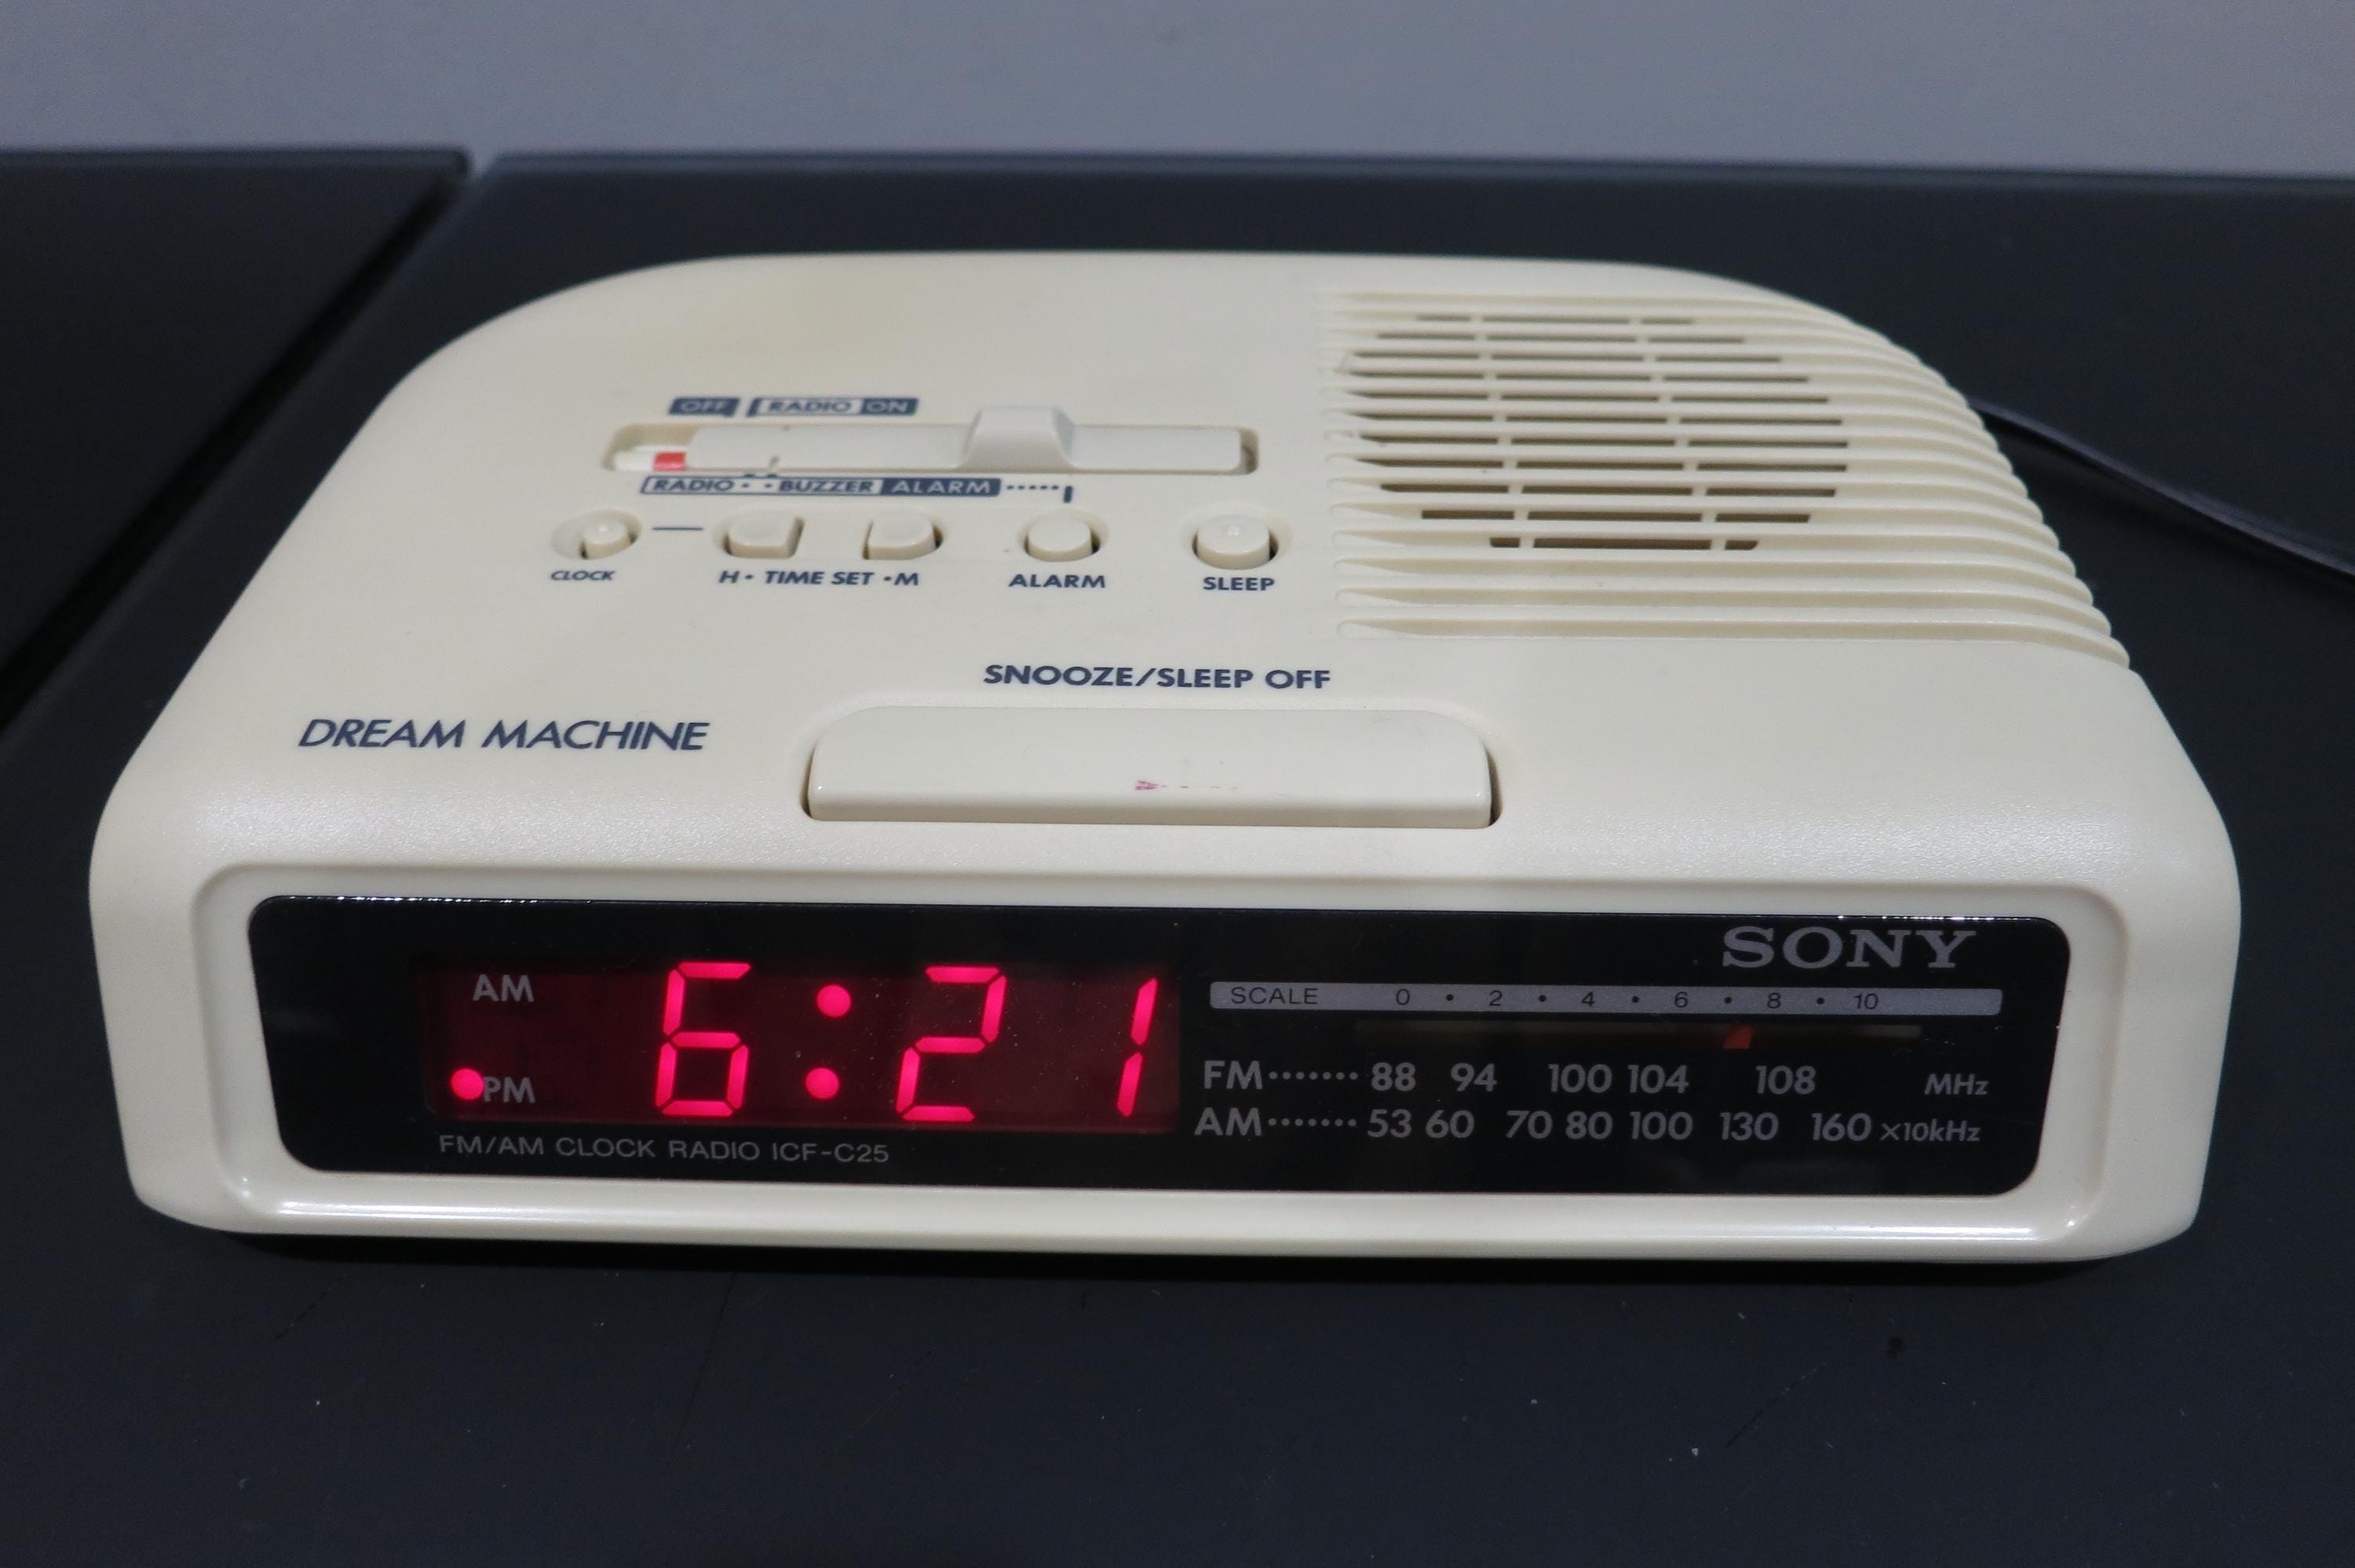 OFF RADIO ON
RADIO • • BUZZER ALARM
CLOCK
H • TIME SET • M
ALARM
SLEEP
SNOOZE/SLEEP OFF
DREAM MACHINE
SONY
AM
PM
6:21
SCALE 0 • 2 • 4 • 6 • 8 • 10
FM 88 94 100 104 108 MHz
AM 53 60 70 80 100 130 160 ×10kHz
FM/AM CLOCK RADIO ICF-C25